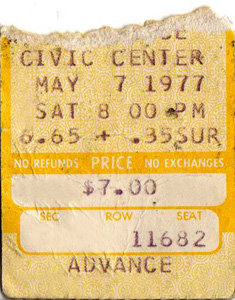 CIVIC CENTER
MAY 7 1977
SAT 8 00 PM
6.65 + .35SUR
NO REFUNDS PRICE NO EXCHANGES
$7.00
SEC ROW SEAT
11682
ADVANCE